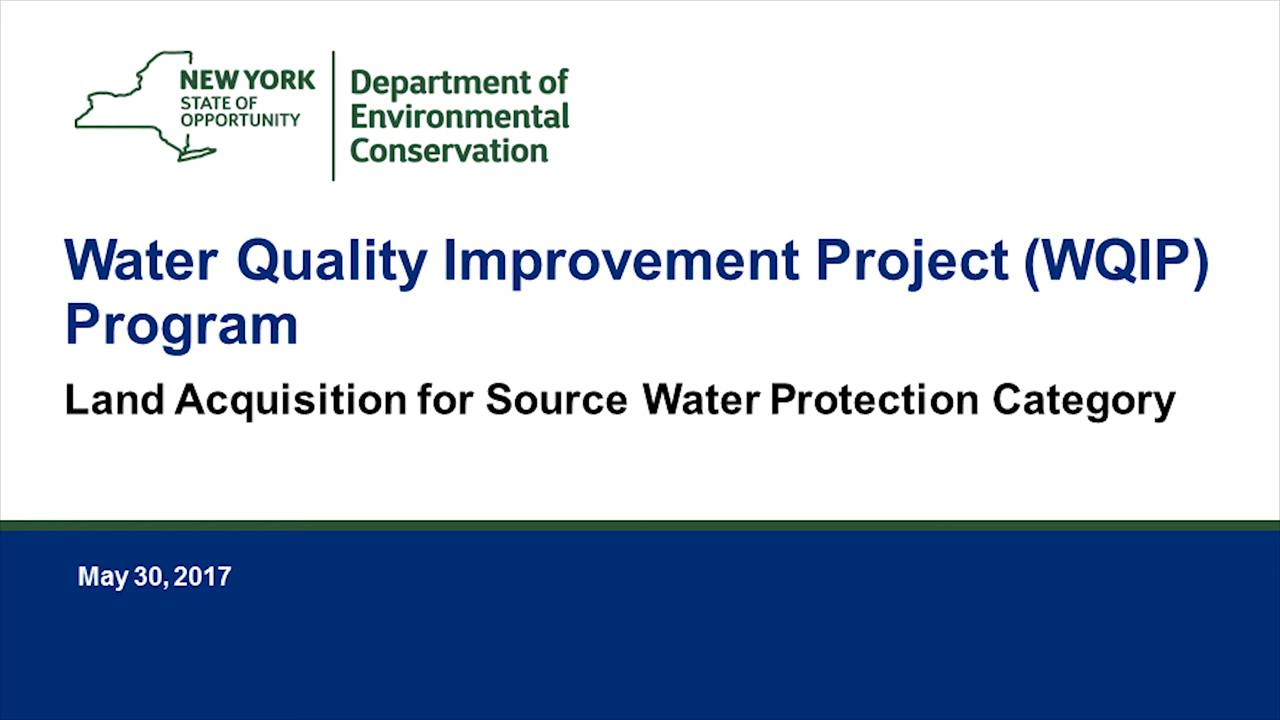 NEW YORK
STATE OF
OPPORTUNITY
Department of
Environmental
Conservation
Water Quality Improvement Project (WQIP)
Program
Land Acquisition for Source Water Protection Category
May 30, 2017